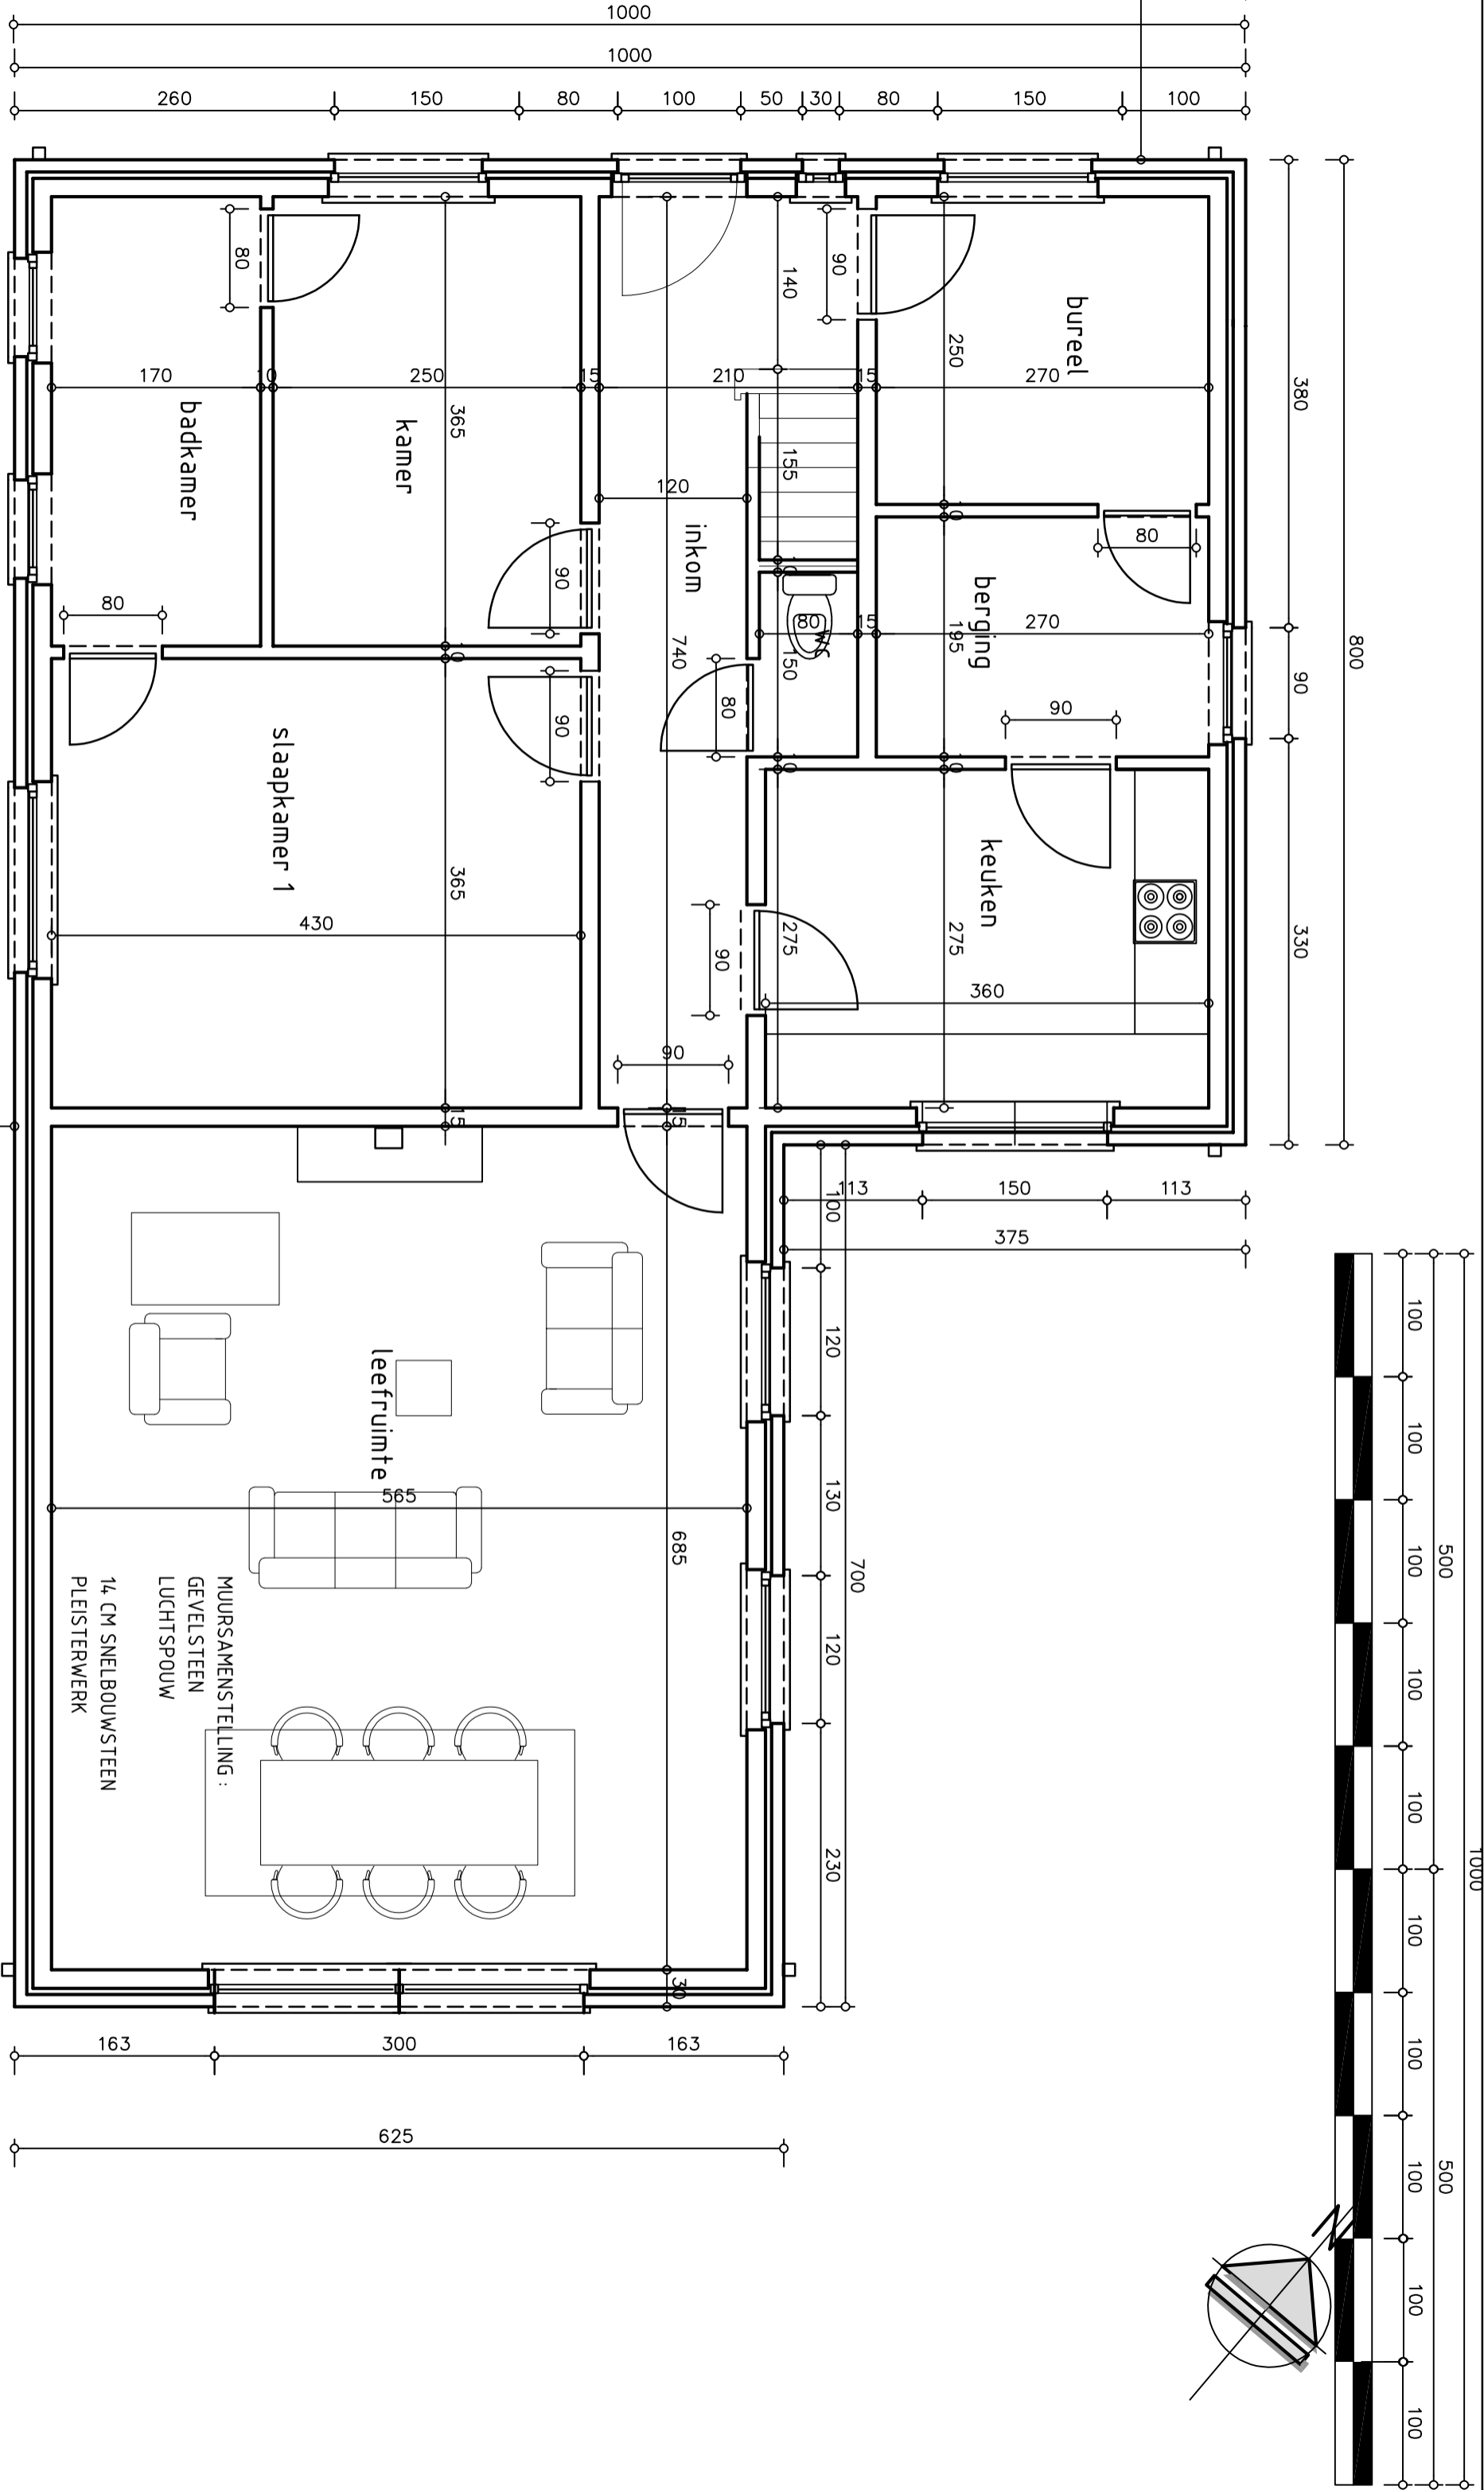 1000
1000
260 150 80 100 50 30 80 150 100
80
90
140
250
bureel
380
800
170 10 250 15 210 15 270
365
badkamer
kamer
155
120
inkom
10
80
10
80 15 270
wc
195
berging
90
90
80
740
150
80
90
10
90
10
10
slaapkamer 1
keuken
365
430
275
275
330
90
360
90
15
15
113 150 113
100
375
120
leefruimte
565
130
685
700
120
MUURSAMENSTELLING :
GEVELSTEEN
LUCHTSPOUW
14 CM SNELBOUWSTEEN
PLEISTERWERK
230
30
163 300 163
625
100 100 100 100 100 100 100 100 100 100
500 500
1000
N